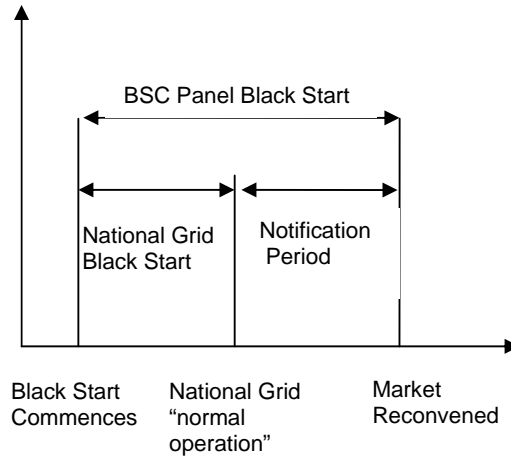 BSC Panel Black Start
National Grid
Black Start
Notification
Period
Black Start
Commences
National Grid
“normal
operation”
Market
Reconvened